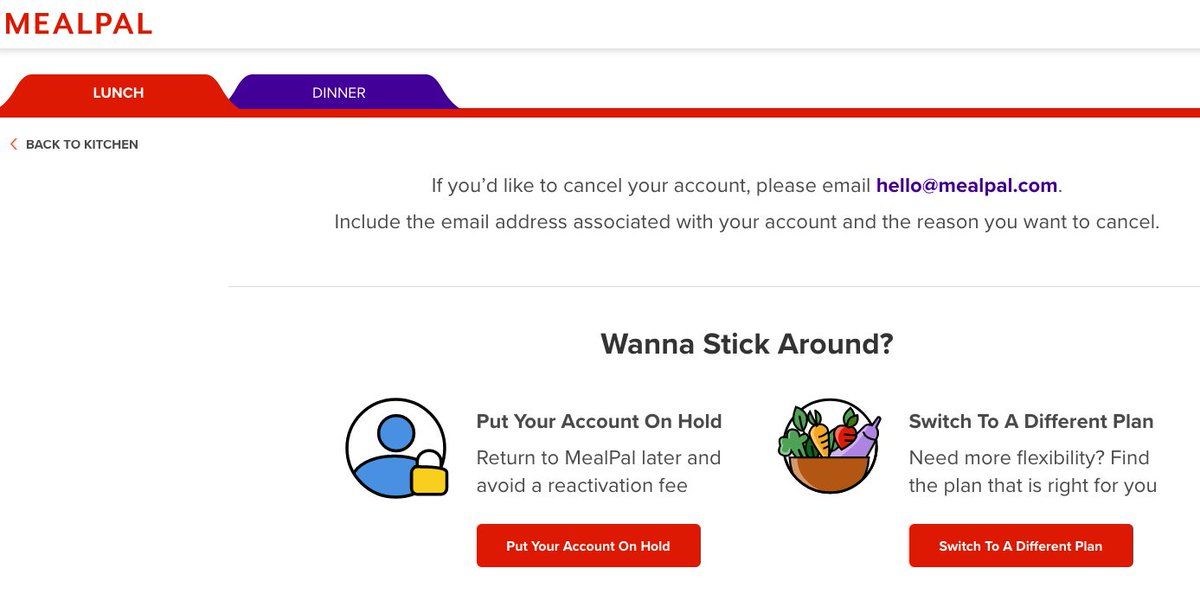 MEALPAL
LUNCH
DINNER
BACK TO KITCHEN
If you’d like to cancel your account, please email hello@mealpal.com.
Include the email address associated with your account and the reason you want to cancel.
Wanna Stick Around?
Put Your Account On Hold
Return to MealPal later and
avoid a reactivation fee
Put Your Account On Hold
Switch To A Different Plan
Need more flexibility? Find
the plan that is right for you
Switch To A Different Plan